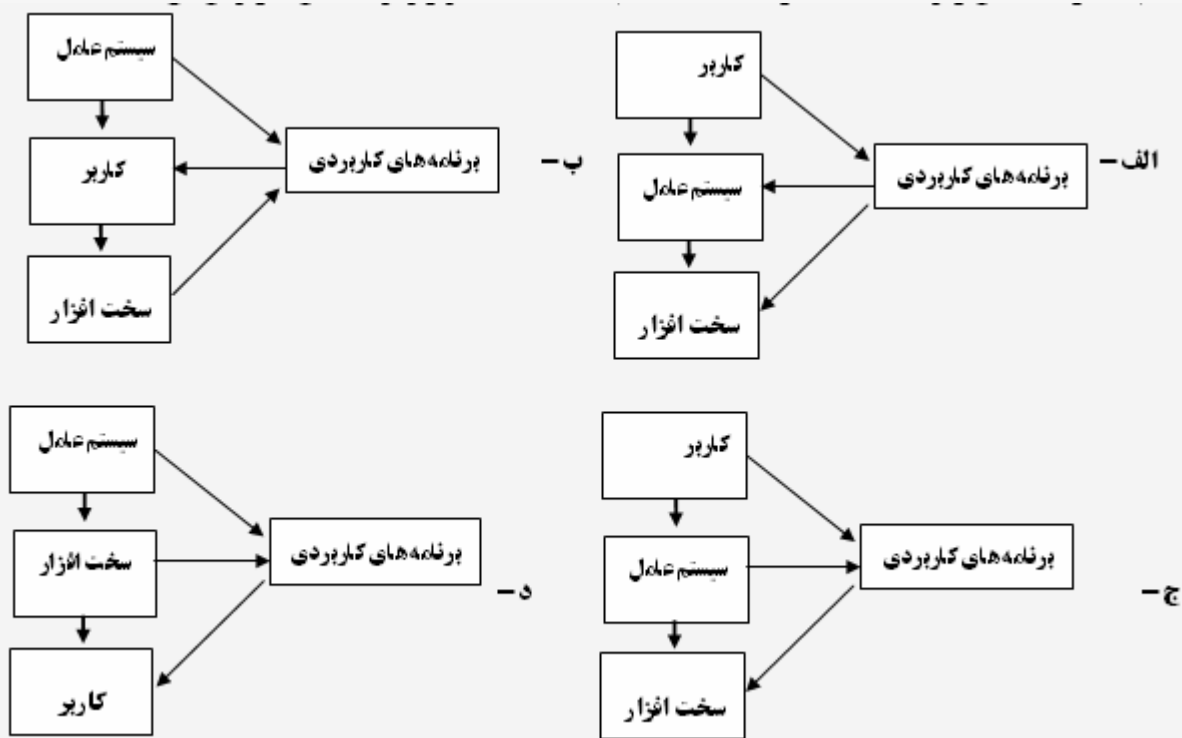 الف –
کاربر
برنامه‌های کاربردی
سیستم عامل
سخت افزار
ب –
سیستم عامل
برنامه‌های کاربردی
کاربر
سخت افزار
ج –
کاربر
برنامه‌های کاربردی
سیستم عامل
سخت افزار
د –
سیستم عامل
برنامه‌های کاربردی
سخت افزار
کاربر